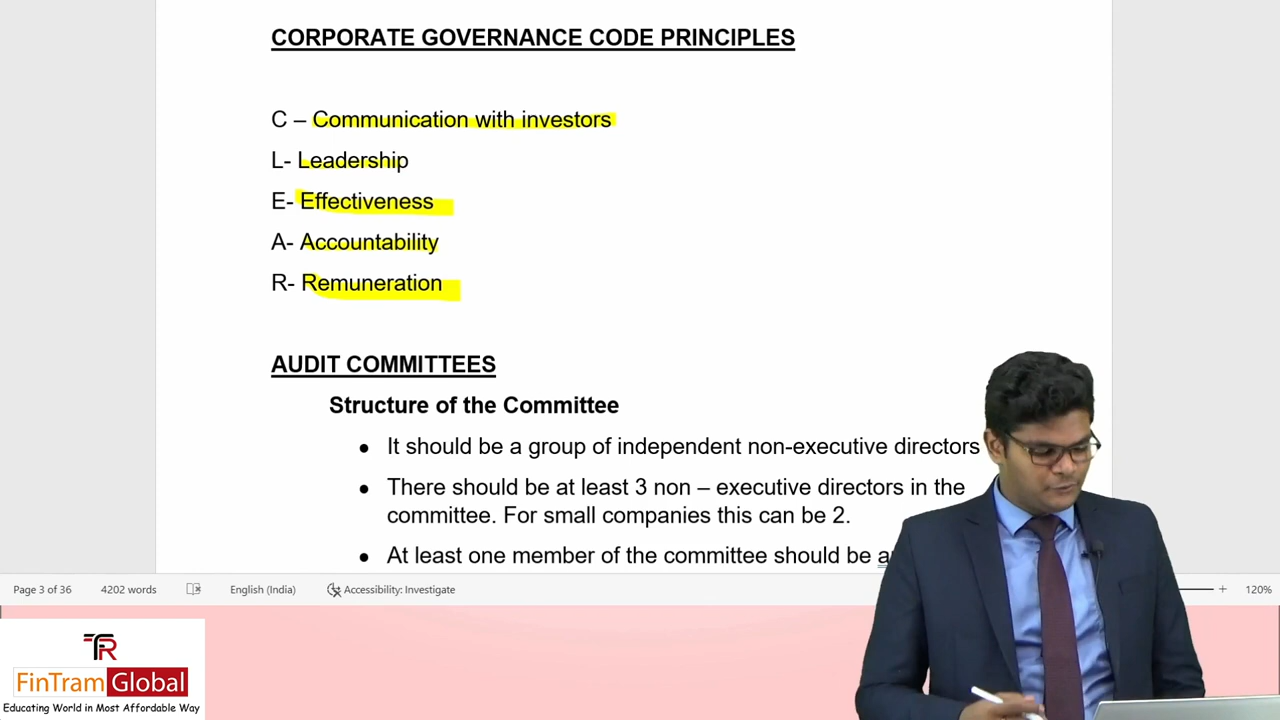 CORPORATE GOVERNANCE CODE PRINCIPLES
C – Communication with investors
L- Leadership
E- Effectiveness
A- Accountability
R- Remuneration
AUDIT COMMITTEES
Structure of the Committee
• It should be a group of independent non-executive directors
• There should be at least 3 non – executive directors in the
committee. For small companies this can be 2.
• At least one member of the committee should be
Page 3 of 36 4202 words English (India) Accessibility: Investigate 120%
FinTram Global
Educating World in Most Affordable Way